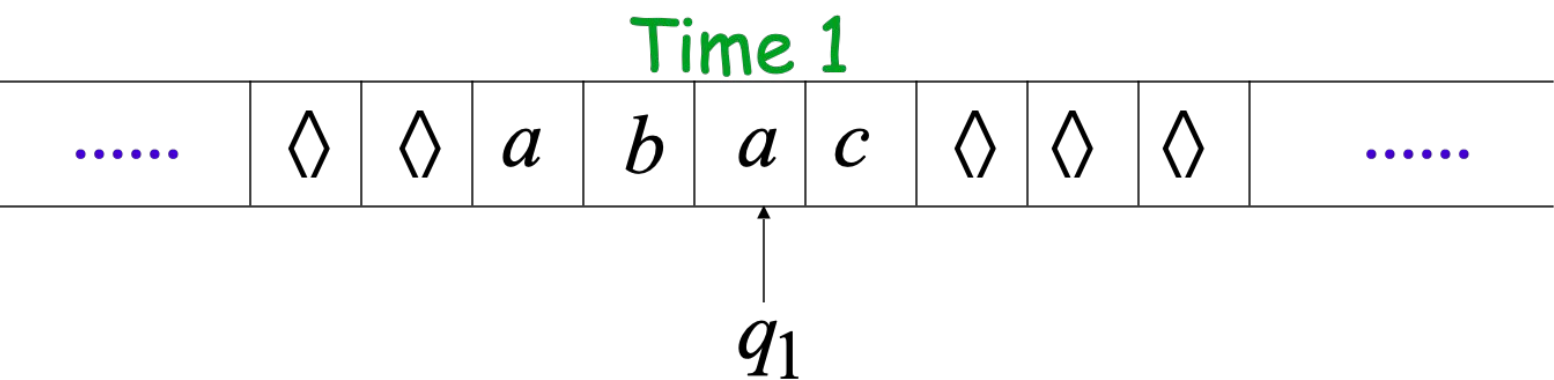 Time 1
...... ◊ ◊ a b a c ◊ ◊ ◊ ......
q₁